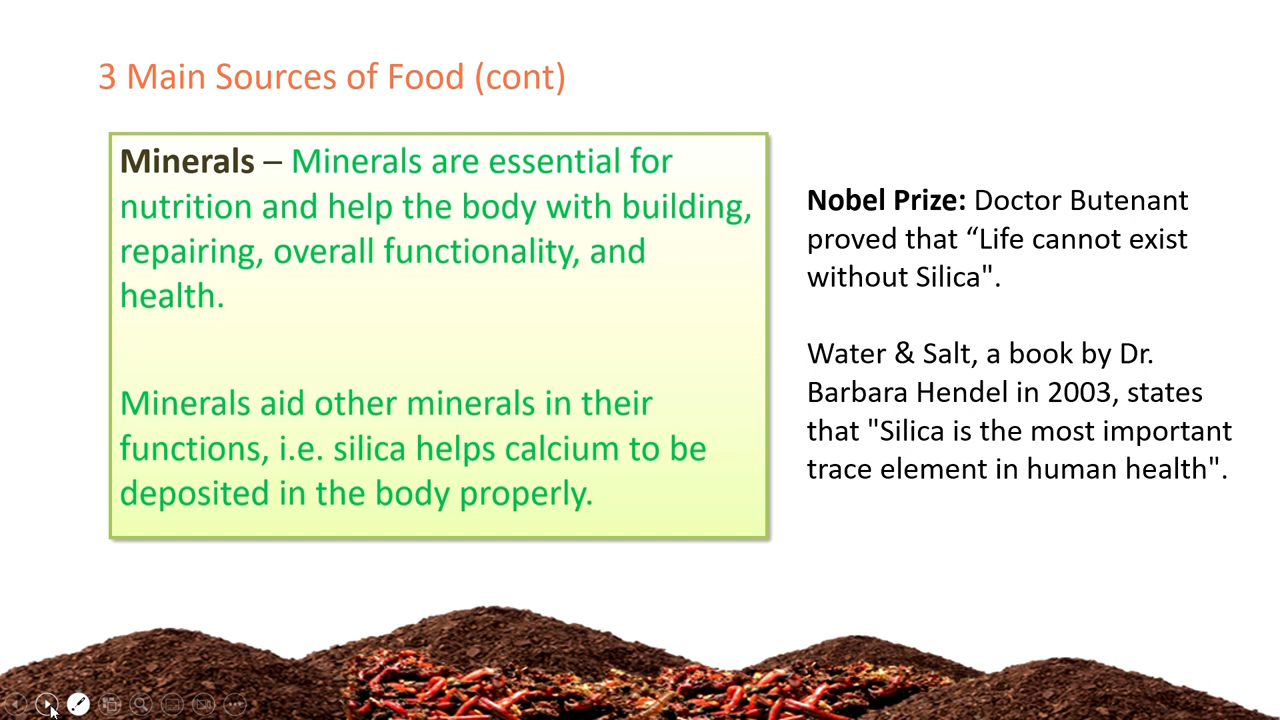 3 Main Sources of Food (cont)
Minerals – Minerals are essential for
nutrition and help the body with building,
repairing, overall functionality, and
health.
Minerals aid other minerals in their
functions, i.e. silica helps calcium to be
deposited in the body properly.
Nobel Prize: Doctor Butenant
proved that “Life cannot exist
without Silica".
Water & Salt, a book by Dr.
Barbara Hendel in 2003, states
that "Silica is the most important
trace element in human health".